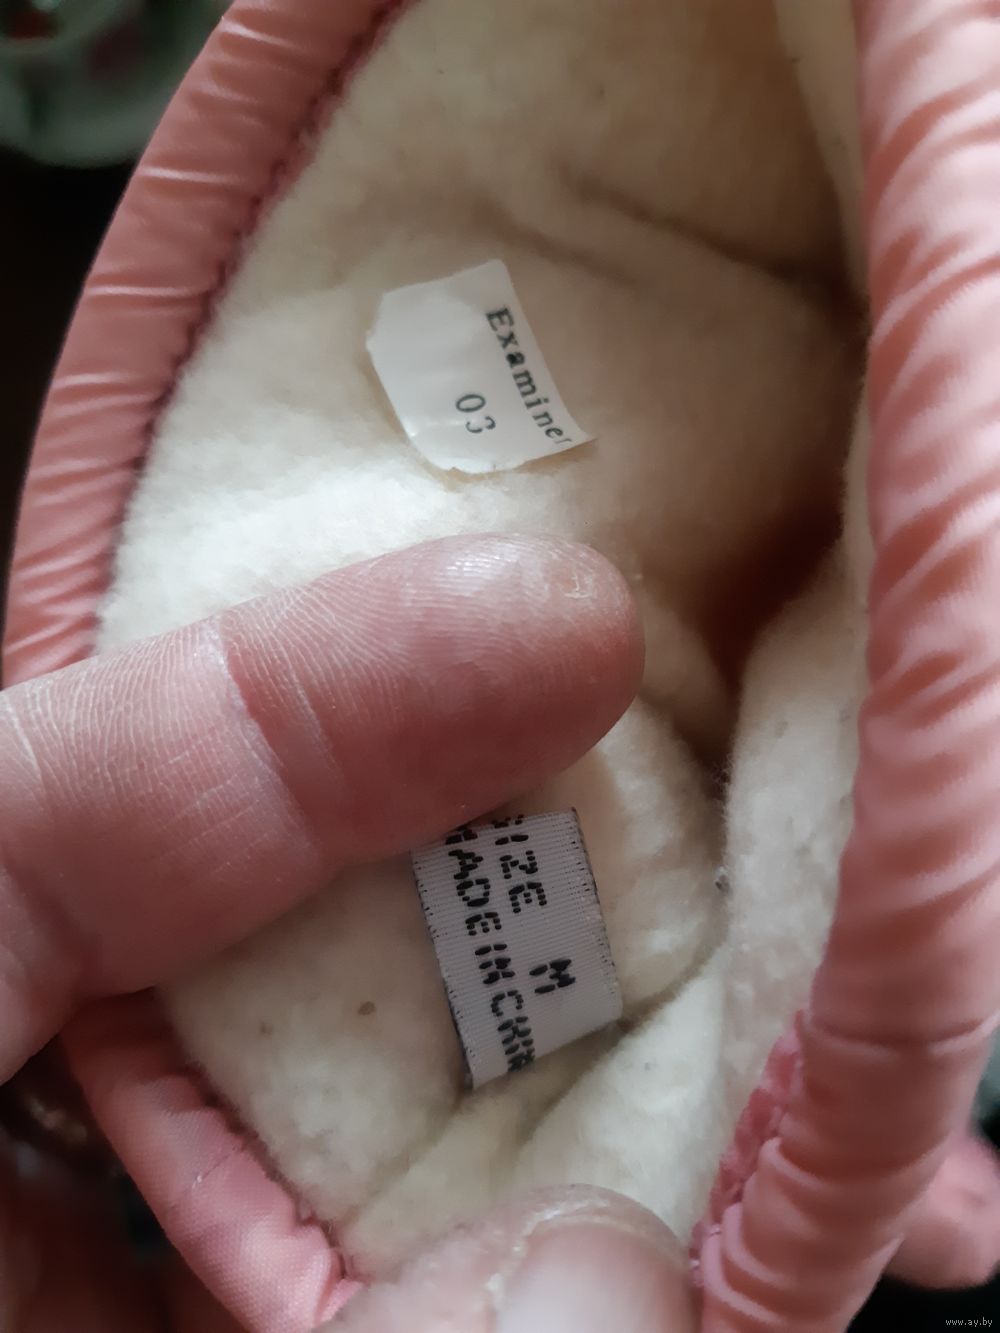 Examiner
03
SIZE M
MADE IN CHINA
www.ay.by